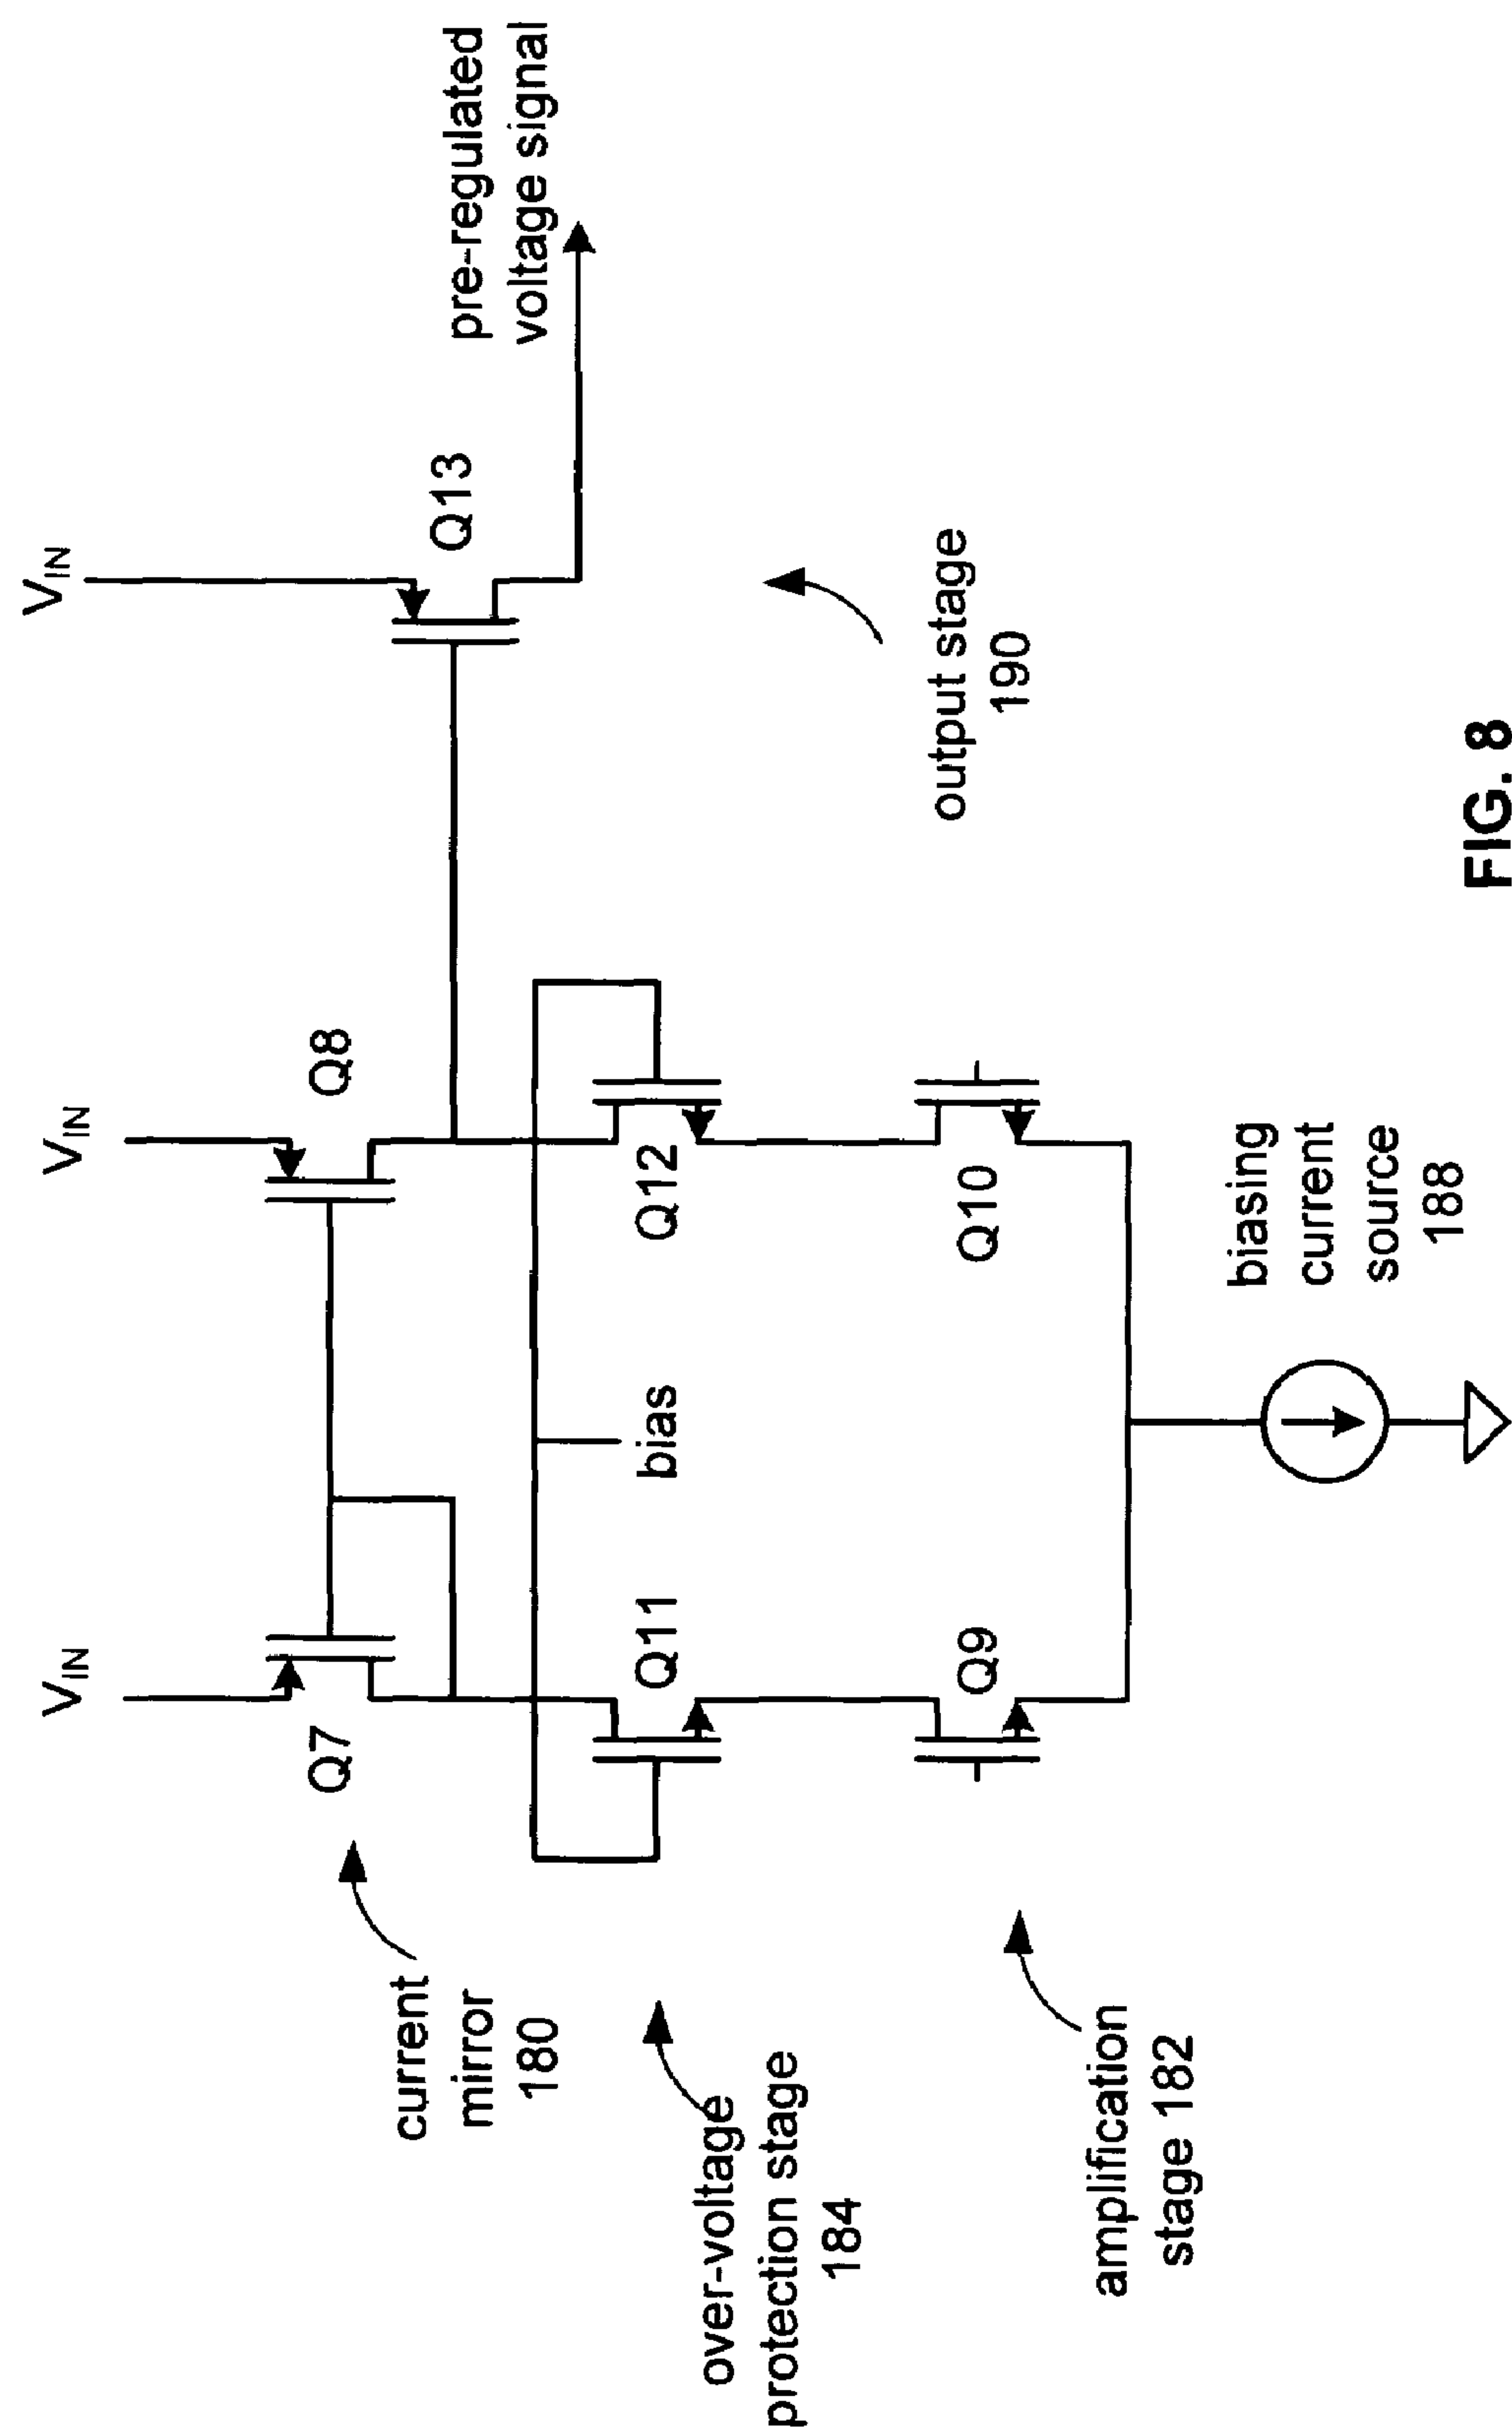 V_IN
V_IN
V_IN
Q7
Q8
Q13
pre-regulated
voltage signal
current
mirror
180
bias
Q11
Q12
over-voltage
protection stage
184
Q9
Q10
output stage
190
amplification
stage 182
biasing
current
source
188
FIG. 8